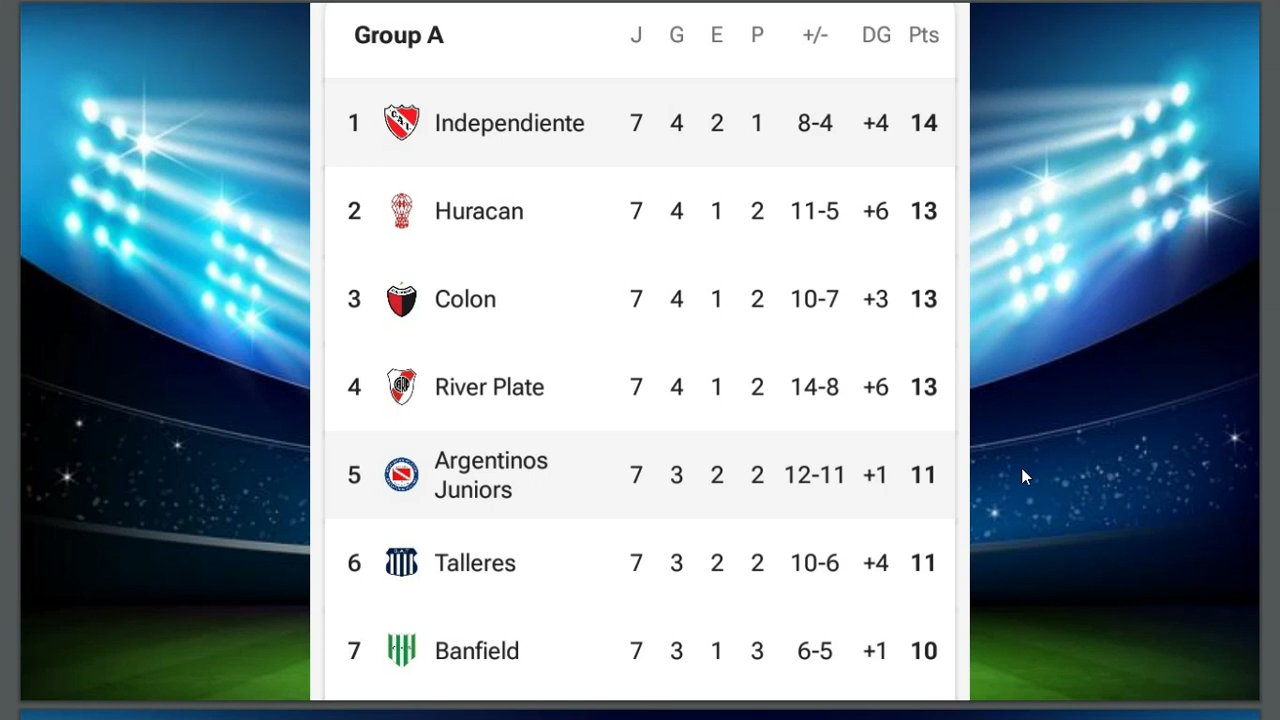 Group A J G E P +/- DG Pts
1 Independiente 7 4 2 1 8-4 +4 14
2 Huracan 7 4 1 2 11-5 +6 13
3 Colon 7 4 1 2 10-7 +3 13
4 River Plate 7 4 1 2 14-8 +6 13
5 Argentinos Juniors 7 3 2 2 12-11 +1 11
6 Talleres 7 3 2 2 10-6 +4 11
7 Banfield 7 3 1 3 6-5 +1 10